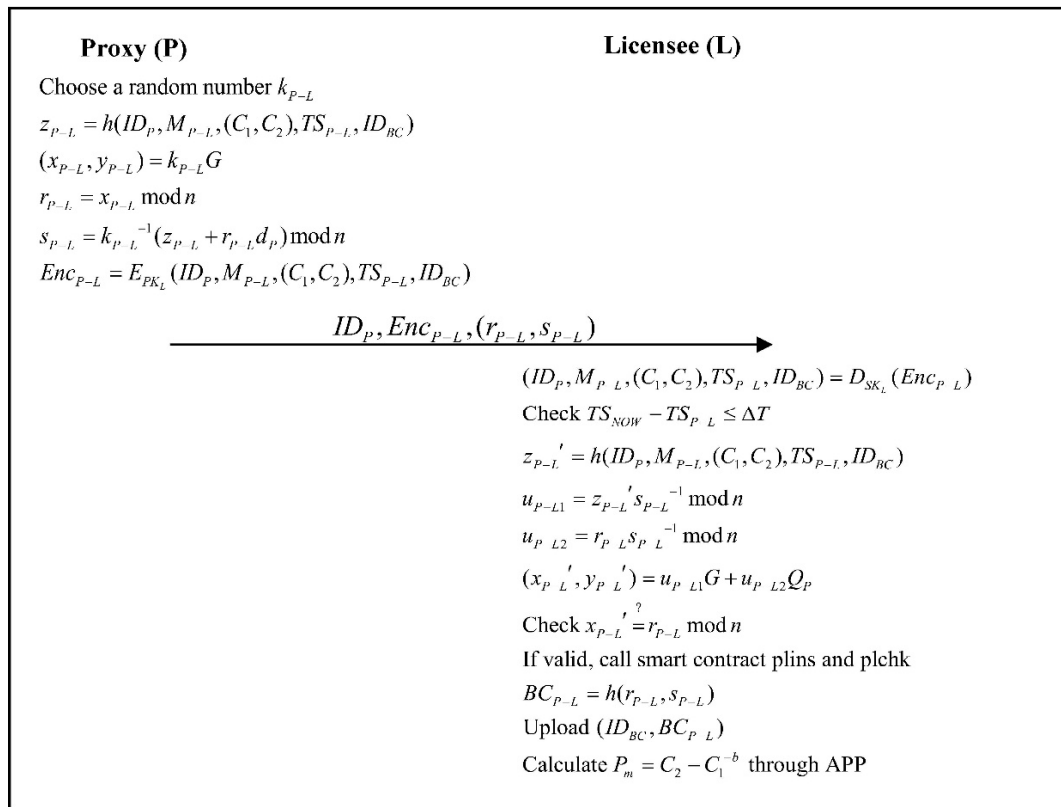 Proxy (P)
Licensee (L)
Choose a random number k_{P-L}
z_{P-L} = h(ID_P, M_{P-L}, (C_1, C_2), TS_{P-L}, ID_{BC})
(x_{P-L}, y_{P-L}) = k_{P-L}G
r_{P-L} = x_{P-L} mod n
s_{P-L} = k_{P-L}^{-1}(z_{P-L} + r_{P-L}d_P) mod n
Enc_{P-L} = E_{PK_L}(ID_P, M_{P-L}, (C_1, C_2), TS_{P-L}, ID_{BC})
ID_P, Enc_{P-L}, (r_{P-L}, s_{P-L})
(ID_P, M_{P L}, (C_1, C_2), TS_{P L}, ID_{BC}) = D_{SK_L}(Enc_{P L})
Check TS_{NOW} − TS_{P L} ≤ ΔT
z_{P-L}' = h(ID_P, M_{P-L}, (C_1, C_2), TS_{P-L}, ID_{BC})
u_{P-L1} = z_{P-L}' s_{P-L}^{-1} mod n
u_{P L2} = r_{P L} s_{P L}^{-1} mod n
(x_{P L}', y_{P L}') = u_{P L1}G + u_{P L2}Q_P
Check x_{P-L}' =^? r_{P-L} mod n
If valid, call smart contract plins and plchk
BC_{P-L} = h(r_{P-L}, s_{P-L})
Upload (ID_{BC}, BC_{P L})
Calculate P_m = C_2 − C_1^{-b} through APP